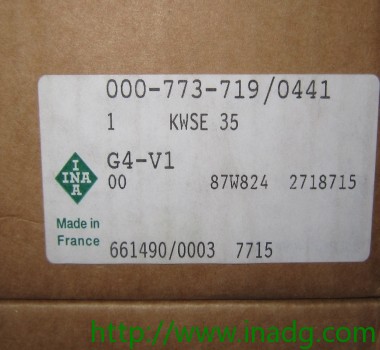 000-773-719/0441
1 KWSE 35
G4-V1
INA
INA
00 87W824 2718715
Made in
France
661490/0003 7715
http://www.inadg.com